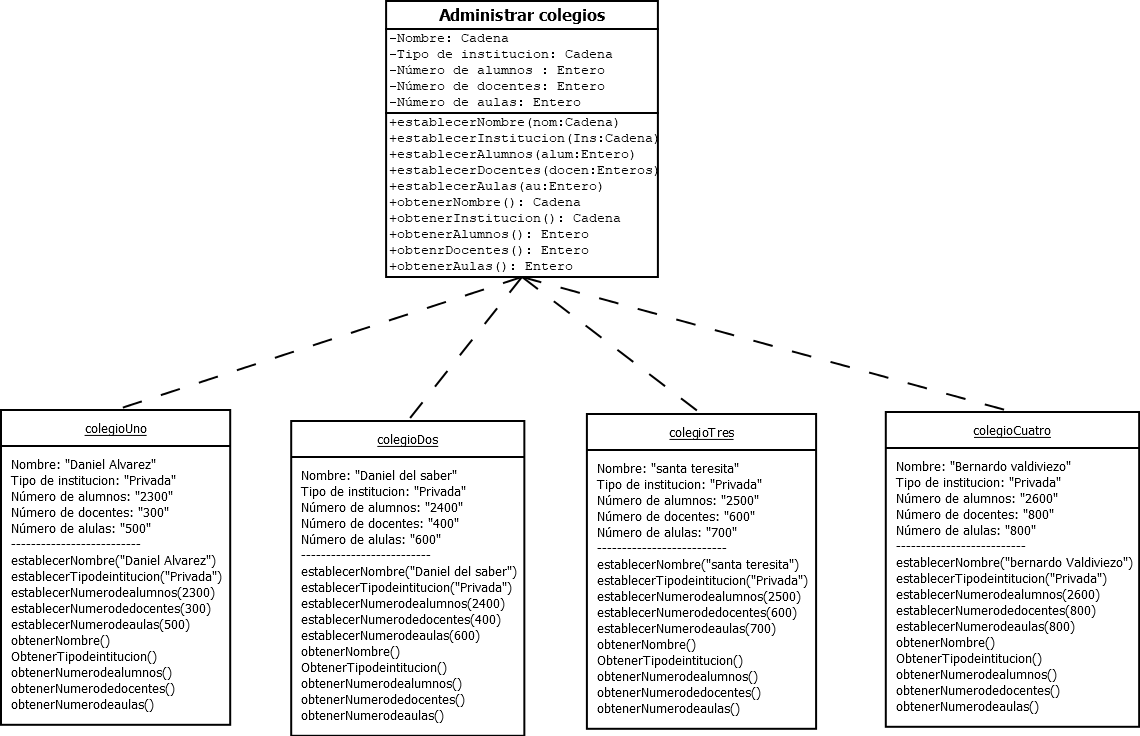 Administrar colegios
-Nombre: Cadena
-Tipo de institucion: Cadena
-Número de alumnos : Entero
-Número de docentes: Entero
-Número de aulas: Entero
+establecerNombre(nom:Cadena)
+establecerInstitucion(Ins:Cadena)
+establecerAlumnos(alum:Entero)
+establecerDocentes(docen:Enteros)
+establecerAulas(au:Entero)
+obtenerNombre(): Cadena
+obtenerInstitucion(): Cadena
+obtenerAlumnos(): Entero
+obtenrDocentes(): Entero
+obtenerAulas(): Entero
colegioUno
Nombre: "Daniel Alvarez"
Tipo de institucion: "Privada"
Número de alumnos: "2300"
Número de docentes: "300"
Número de alulas: "500"
--------------------------
establecerNombre("Daniel Alvarez")
establecerTipodeintitucion("Privada")
establecerNumerodealumnos(2300)
establecerNumerodedocentes(300)
establecerNumerodeaulas(500)
obtenerNombre()
ObtenerTipodeintitucion()
obtenerNumerodealumnos()
obtenerNumerodedocentes()
obtenerNumerodeaulas()
colegioDos
Nombre: "Daniel del saber"
Tipo de institucion: "Privada"
Número de alumnos: "2400"
Número de docentes: "400"
Número de alulas: "600"
--------------------------
establecerNombre("Daniel del saber")
establecerTipodeintitucion("Privada")
establecerNumerodealumnos(2400)
establecerNumerodedocentes(400)
establecerNumerodeaulas(600)
obtenerNombre()
ObtenerTipodeintitucion()
obtenerNumerodealumnos()
obtenerNumerodedocentes()
obtenerNumerodeaulas()
colegioTres
Nombre: "santa teresita"
Tipo de institucion: "Privada"
Número de alumnos: "2500"
Número de docentes: "600"
Número de alulas: "700"
--------------------------
establecerNombre("santa teresita")
establecerTipodeintitucion("Privada")
establecerNumerodealumnos(2500)
establecerNumerodedocentes(600)
establecerNumerodeaulas(700)
obtenerNombre()
ObtenerTipodeintitucion()
obtenerNumerodealumnos()
obtenerNumerodedocentes()
obtenerNumerodeaulas()
colegioCuatro
Nombre: "Bernardo valdiviezo"
Tipo de institucion: "Privada"
Número de alumnos: "2600"
Número de docentes: "800"
Número de alulas: "800"
--------------------------
establecerNombre("bernardo Valdiviezo")
establecerTipodeintitucion("Privada")
establecerNumerodealumnos(2600)
establecerNumerodedocentes(800)
establecerNumerodeaulas(800)
obtenerNombre()
ObtenerTipodeintitucion()
obtenerNumerodealumnos()
obtenerNumerodedocentes()
obtenerNumerodeaulas()